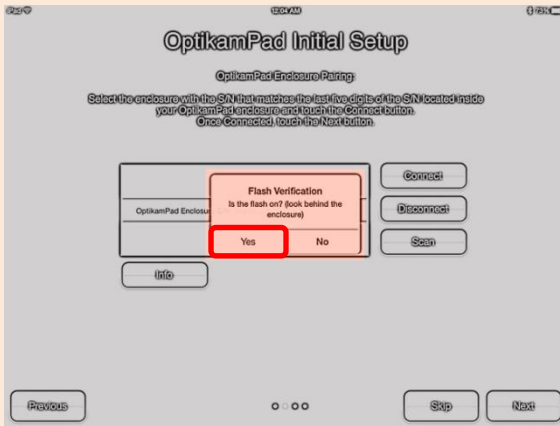 iPad
12:04 AM
73%
OptikamPad Initial Setup
OptikamPad Enclosure Pairing:
Select the enclosure with the S/N that matches the last five digits of the S/N located inside
your OptikamPad enclosure and touch the Connect button.
Once Connected, touch the Next button.
Connect
Flash Verification
Is the flash on? (look behind the
enclosure)
OptikamPad Enclosu
Disconnect
Yes
No
Scan
Info
Previous
Skip
Next